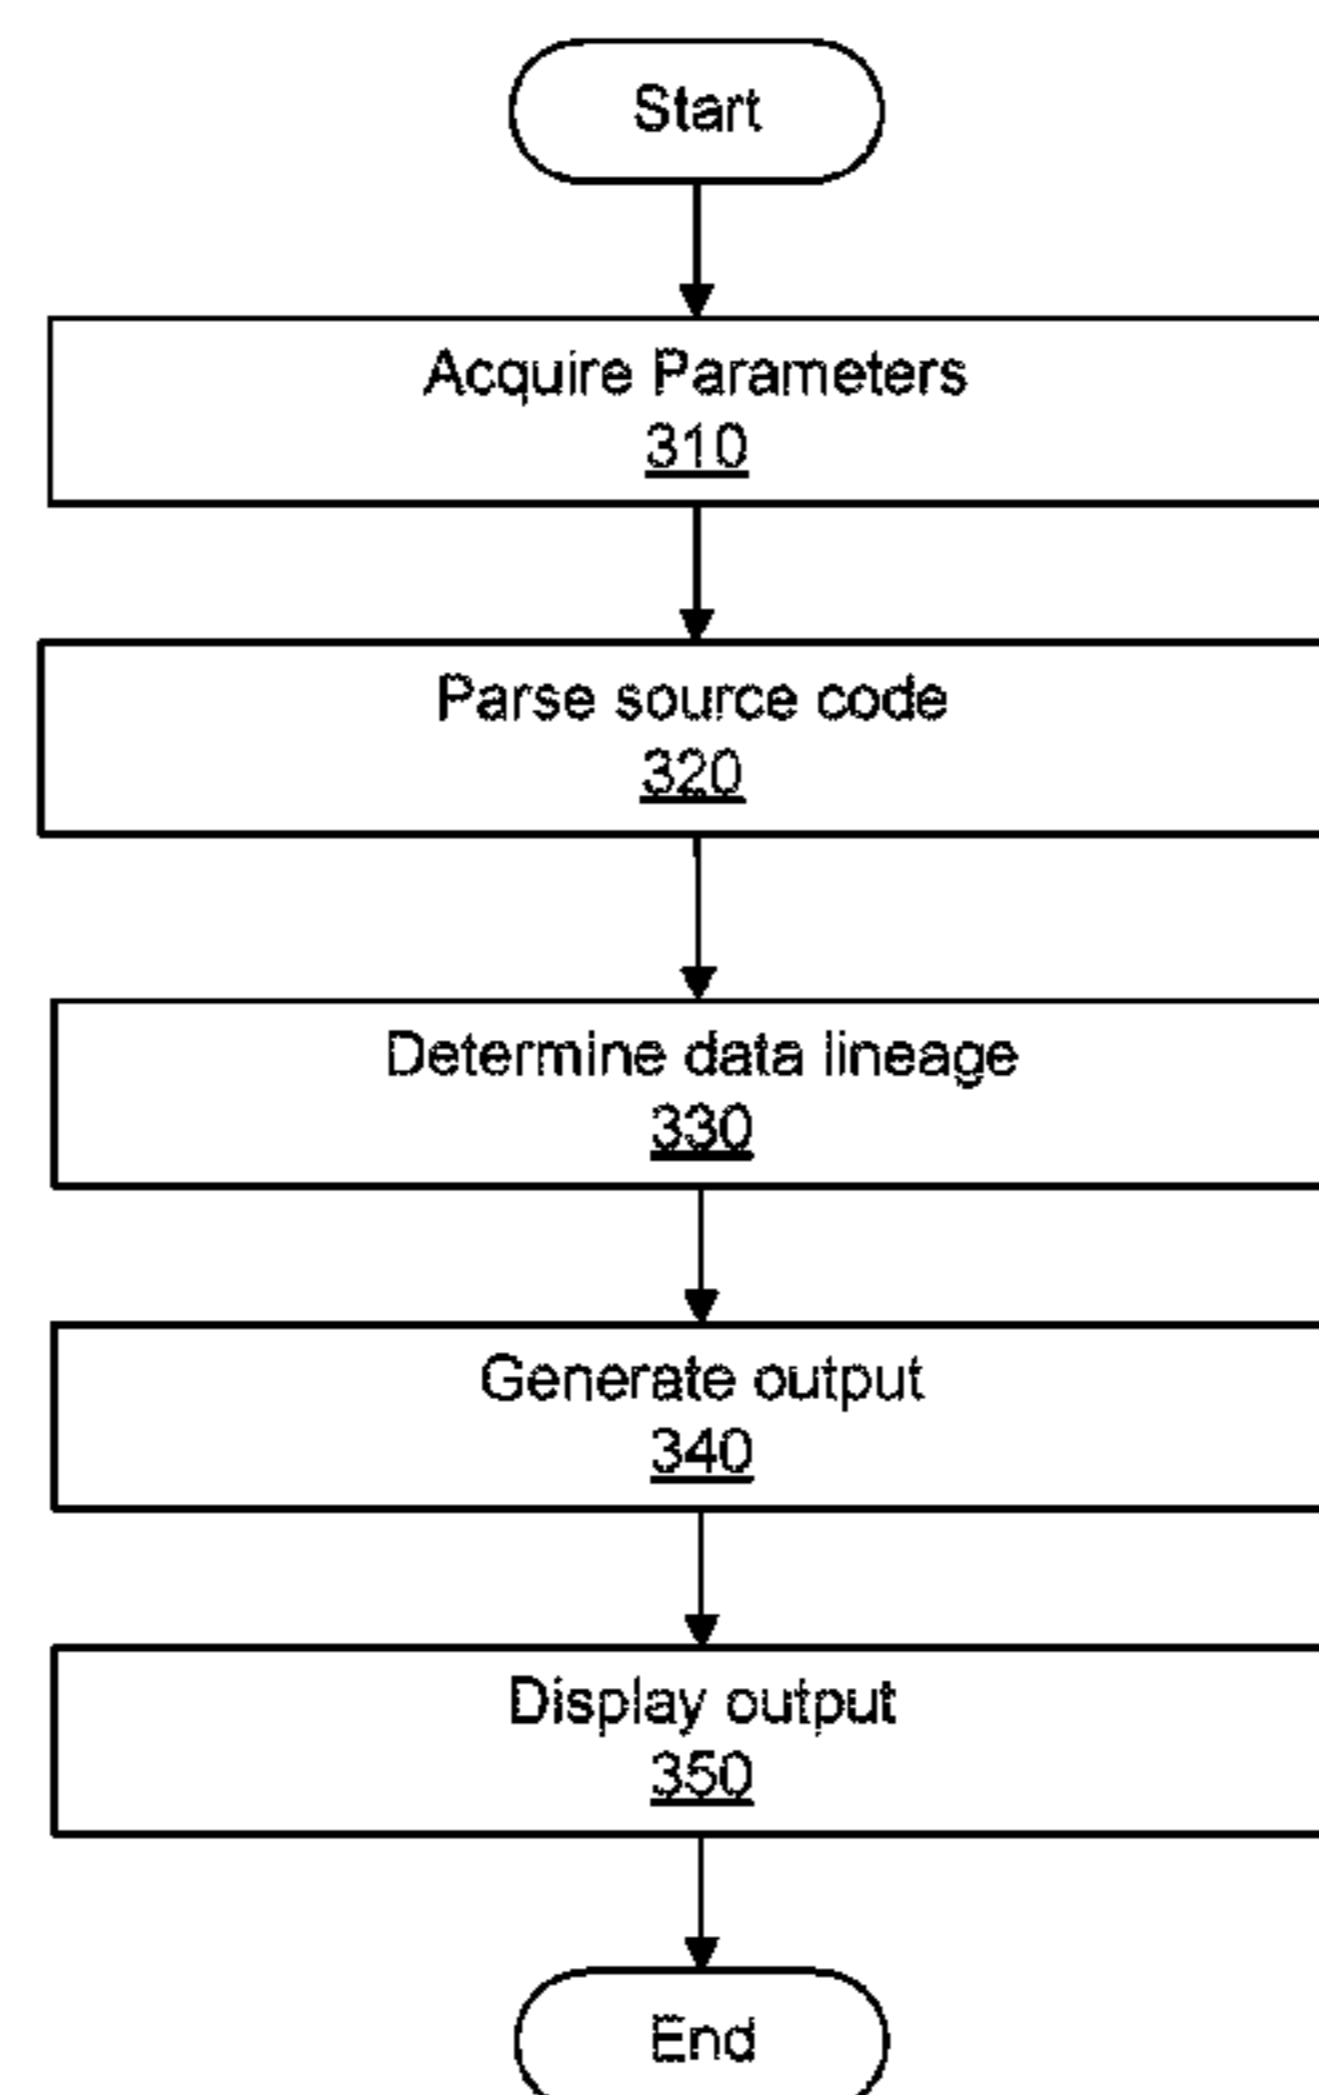 Start
Acquire Parameters
310
Parse source code
320
Determine data lineage
330
Generate output
340
Display output
350
End